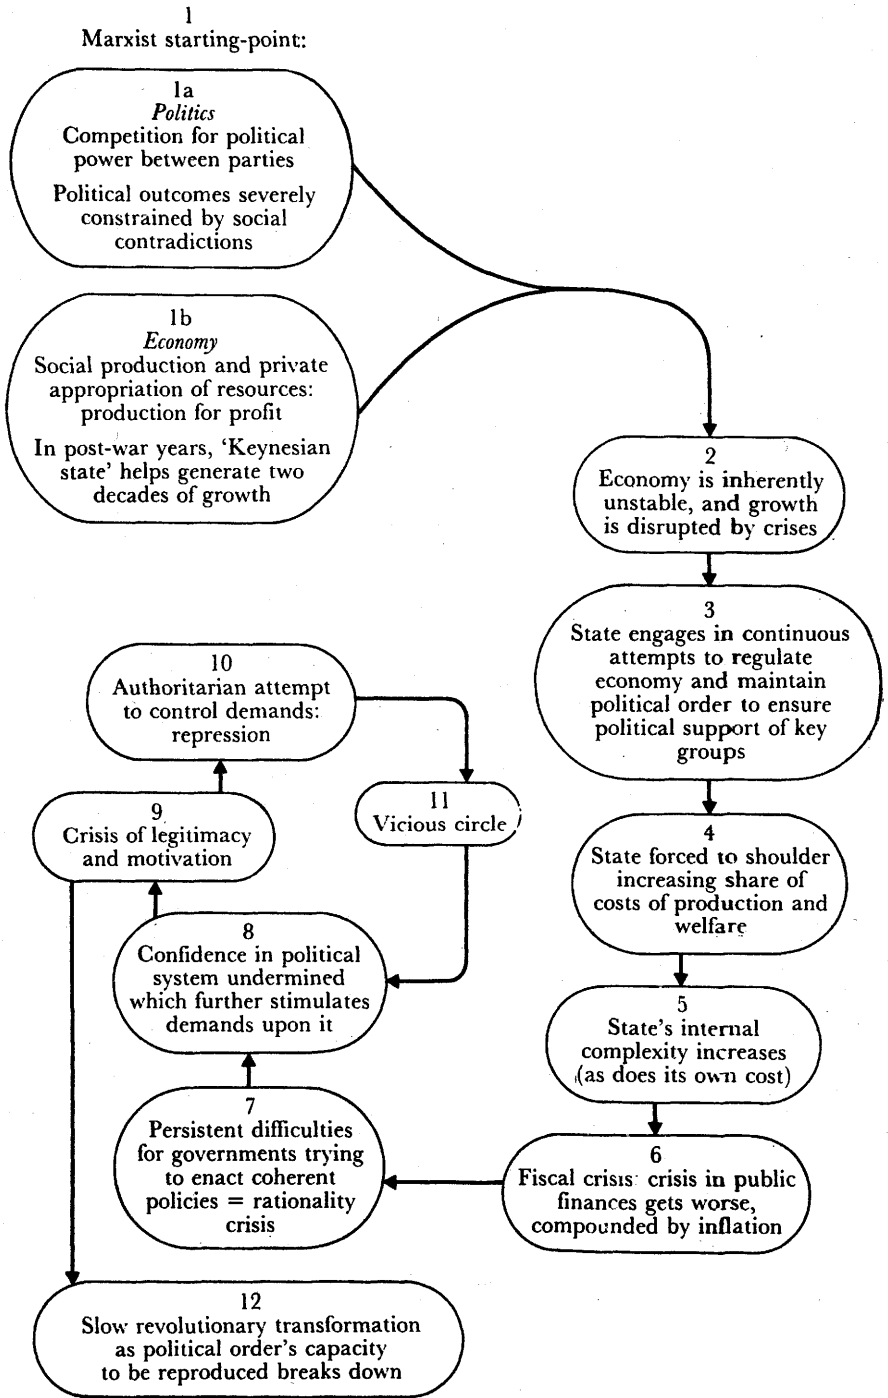 1
Marxist starting-point:
1a
Politics
Competition for political
power between parties
Political outcomes severely
constrained by social
contradictions
1b
Economy
Social production and private
appropriation of resources:
production for profit
In post-war years, ‘Keynesian
state’ helps generate two
decades of growth
2
Economy is inherently
unstable, and growth
is disrupted by crises
3
State engages in continuous
attempts to regulate
economy and maintain
political order to ensure
political support of key
groups
4
State forced to shoulder
increasing share of
costs of production and
welfare
5
State’s internal
complexity increases
(as does its own cost)
6
Fiscal crisis: crisis in public
finances gets worse,
compounded by inflation
7
Persistent difficulties
for governments trying
to enact coherent
policies = rationality
crisis
8
Confidence in political
system undermined
which further stimulates
demands upon it
9
Crisis of legitimacy
and motivation
10
Authoritarian attempt
to control demands:
repression
11
Vicious circle
12
Slow revolutionary transformation
as political order’s capacity
to be reproduced breaks down